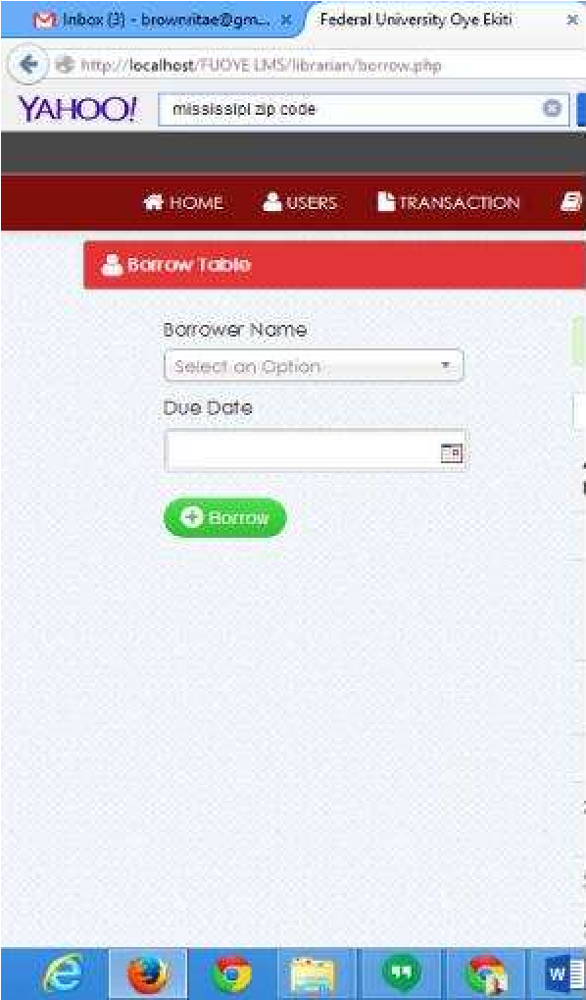 Inbox (3) - brownritae@gm...
Federal University Oye Ekiti
http://localhost/FUOYE LMS/librarian/borrow.php
YAHOO!
mississipi zip code
HOME
USERS
TRANSACTION
Borrow Table
Borrower Name
Select an Option
Due Date
Borrow